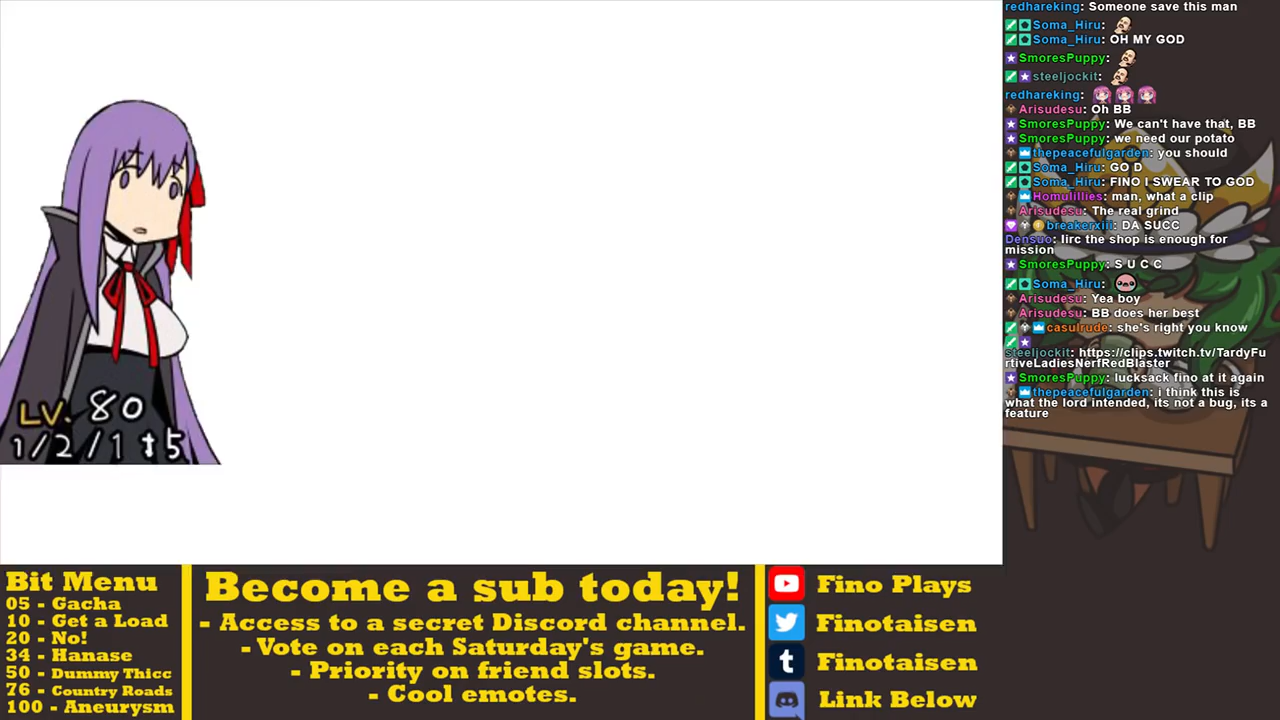 LV. 80
1/2/1 t5
redhareking: Someone save this man
Soma_Hiru:
Soma_Hiru: OH MY GOD
SmoresPuppy:
steeljockit:
redhareking:
Arisudesu: Oh BB
SmoresPuppy: We can't have that, BB
SmoresPuppy: we need our potato
thepeacefulgarden: you should
Soma_Hiru: GO D
Soma_Hiru: FINO I SWEAR TO GOD
Homulillies: man, what a clip
Arisudesu: The real grind
breakerxiii: DA SUCC
Densuo: Iirc the shop is enough for
mission
SmoresPuppy: S U C C
Soma_Hiru:
Arisudesu: Yea boy
Arisudesu: BB does her best
casulrude: she's right you know
steeljockit: https://clips.twitch.tv/TardyFu
rtiveLadiesNerfRedBlaster
SmoresPuppy: lucksack fino at it again
thepeacefulgarden: i think this is
what the lord intended, its not a bug, its a
feature
Bit Menu
05 - Gacha
10 - Get a Load
20 - No!
34 - Hanase
50 - Dummy Thicc
76 - Country Roads
100 - Aneurysm
Become a sub today!
- Access to a secret Discord channel.
- Vote on each Saturday's game.
- Priority on friend slots.
- Cool emotes.
Fino Plays
Finotaisen
Finotaisen
Link Below